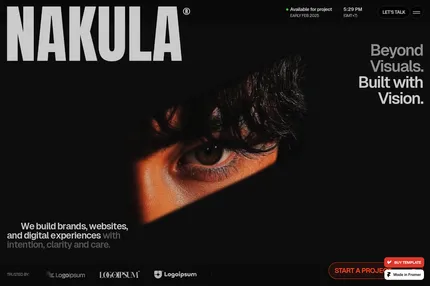 NAKULA®
Available for project
EARLY FEB 2025
5:29 PM
(GMT+7)
LET'S TALK
Beyond
Visuals.
Built with
Vision.
We build brands, websites,
and digital experiences with
intention, clarity and care.
TRUSTED BY:
Logoipsum
LOGOIPSUM
Logoipsum
START A PROJE
BUY TEMPLATE
Made in Framer